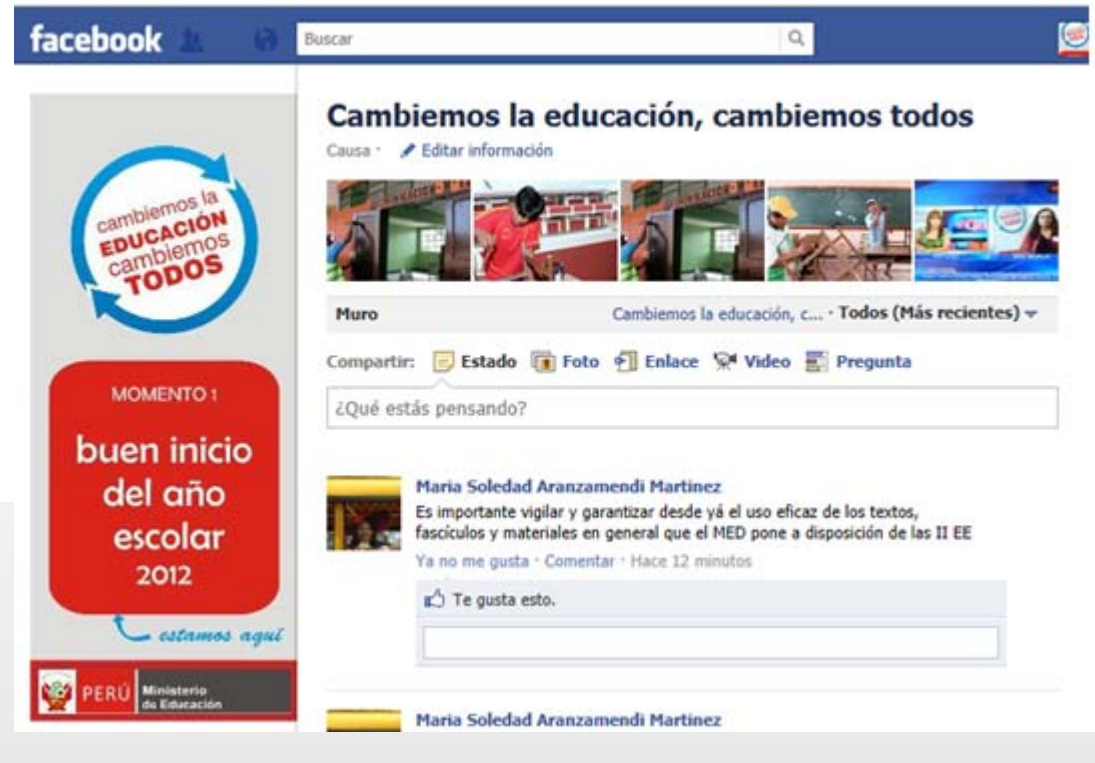 facebook
Buscar
cambiemos la
EDUCACIÓN
cambiemos
TODOS
MOMENTO 1
buen inicio
del año
escolar
2012
estamos aquí
PERÚ Ministerio
de Educación
Cambiemos la educación, cambiemos todos
Causa · Editar información
Muro Cambiemos la educación, c... · Todos (Más recientes)
Compartir: Estado Foto Enlace Video Pregunta
¿Qué estás pensando?
Maria Soledad Aranzamendi Martinez
Es importante vigilar y garantizar desde yá el uso eficaz de los textos,
fascículos y materiales en general que el MED pone a disposición de las II EE
Ya no me gusta · Comentar · Hace 12 minutos
Te gusta esto.
Maria Soledad Aranzamendi Martinez